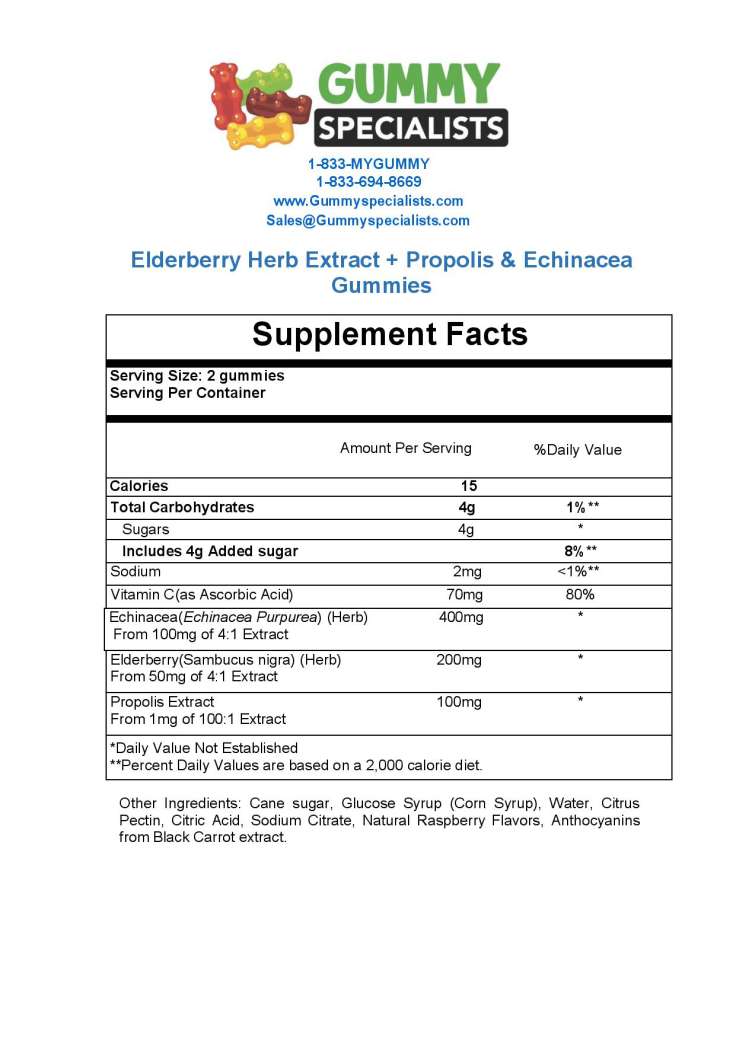 GUMMY
SPECIALISTS
1-833-MYGUMMY
1-833-694-8669
www.Gummyspecialists.com
Sales@Gummyspecialists.com
Elderberry Herb Extract + Propolis & Echinacea
Gummies
Supplement Facts
Serving Size: 2 gummies
Serving Per Container
Amount Per Serving %Daily Value
Calories 15
Total Carbohydrates 4g 1%**
Sugars 4g *
Includes 4g Added sugar 8%**
Sodium 2mg <1%**
Vitamin C(as Ascorbic Acid) 70mg 80%
Echinacea(Echinacea Purpurea) (Herb) 400mg *
From 100mg of 4:1 Extract
Elderberry(Sambucus nigra) (Herb) 200mg *
From 50mg of 4:1 Extract
Propolis Extract 100mg *
From 1mg of 100:1 Extract
*Daily Value Not Established
**Percent Daily Values are based on a 2,000 calorie diet.
Other Ingredients: Cane sugar, Glucose Syrup (Corn Syrup), Water, Citrus
Pectin, Citric Acid, Sodium Citrate, Natural Raspberry Flavors, Anthocyanins
from Black Carrot extract.